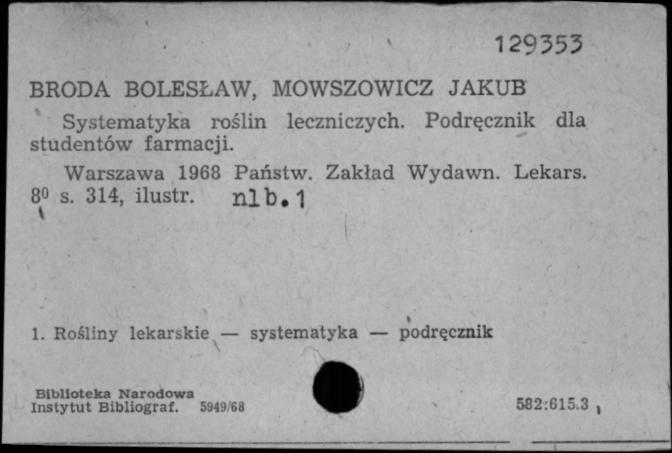 129353
BRODA BOLESŁAW, MOWSZOWICZ JAKUB
Systematyka roślin leczniczych. Podręcznik dla
studentów farmacji.
Warszawa 1968 Państw. Zakład Wydawn. Lekars.
8⁰ s. 314, ilustr. nlb.1
1. Rośliny lekarskie — systematyka — podręcznik
Biblioteka Narodowa
Instytut Bibliograf. 5949/68
582:615.3